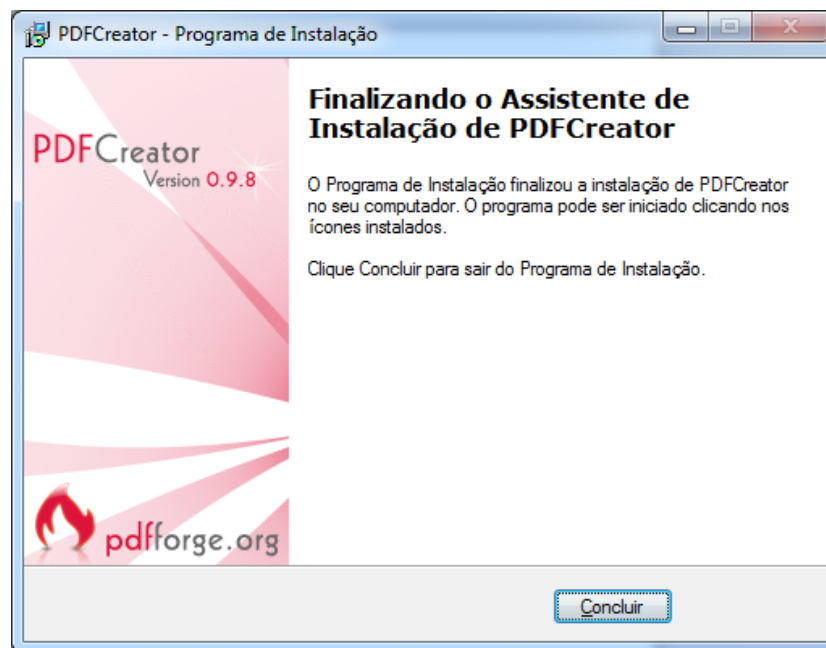 PDFCreator - Programa de Instalação
PDFCreator
Version 0.9.8
Finalizando o Assistente de
Instalação de PDFCreator
O Programa de Instalação finalizou a instalação de PDFCreator
no seu computador. O programa pode ser iniciado clicando nos
ícones instalados.
Clique Concluir para sair do Programa de Instalação.
pdfforge.org
Concluir